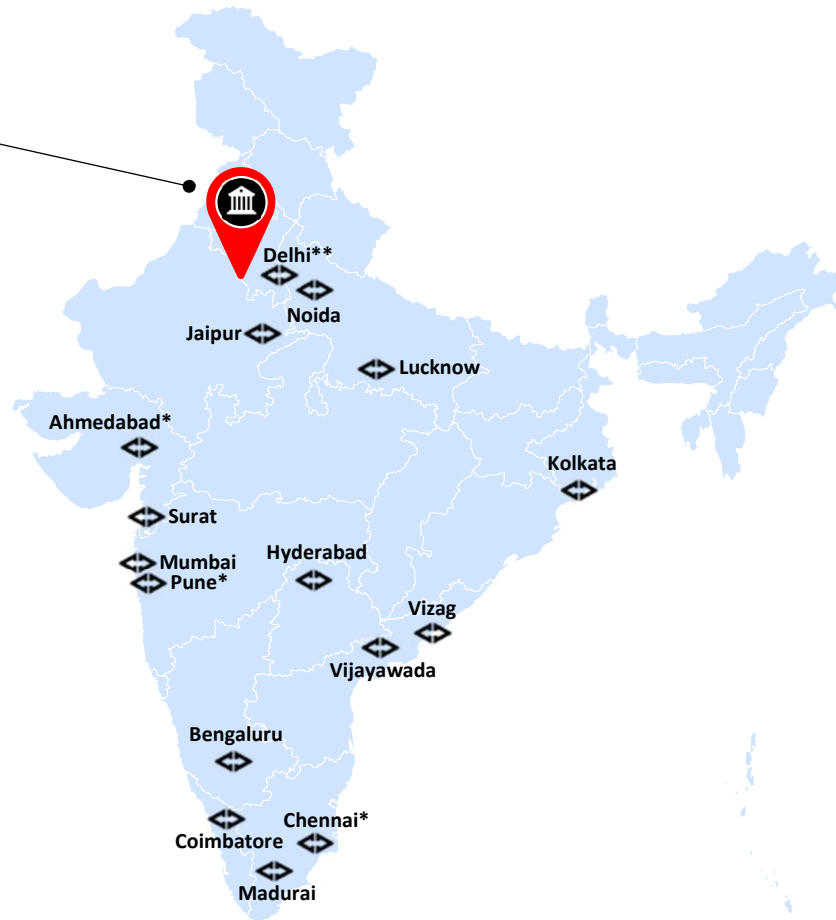 Delhi**
Noida
Jaipur
Lucknow
Ahmedabad*
Kolkata
Surat
Hyderabad
Mumbai
Pune*
Vizag
Vijayawada
Bengaluru
Chennai*
Coimbatore
Madurai